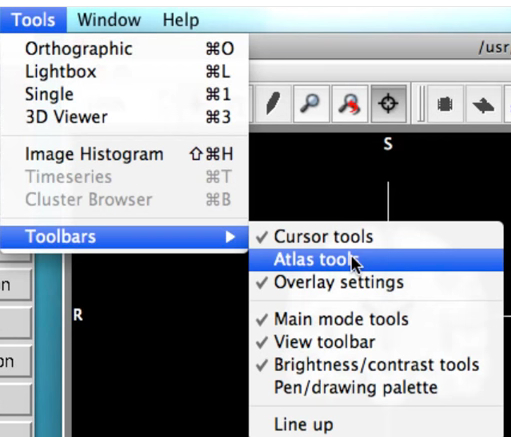 Tools Window Help
/usr
Orthographic ⌘O
Lightbox ⌘L
Single ⌘1
3D Viewer ⌘3
S
Image Histogram ⇧⌘H
Timeseries ⌘T
Cluster Browser ⌘B
Toolbars
✓ Cursor tools
Atlas tools
✓ Overlay settings
n
R
✓ Main mode tools
✓ View toolbar
on
✓ Brightness/contrast tools
Pen/drawing palette
Line up